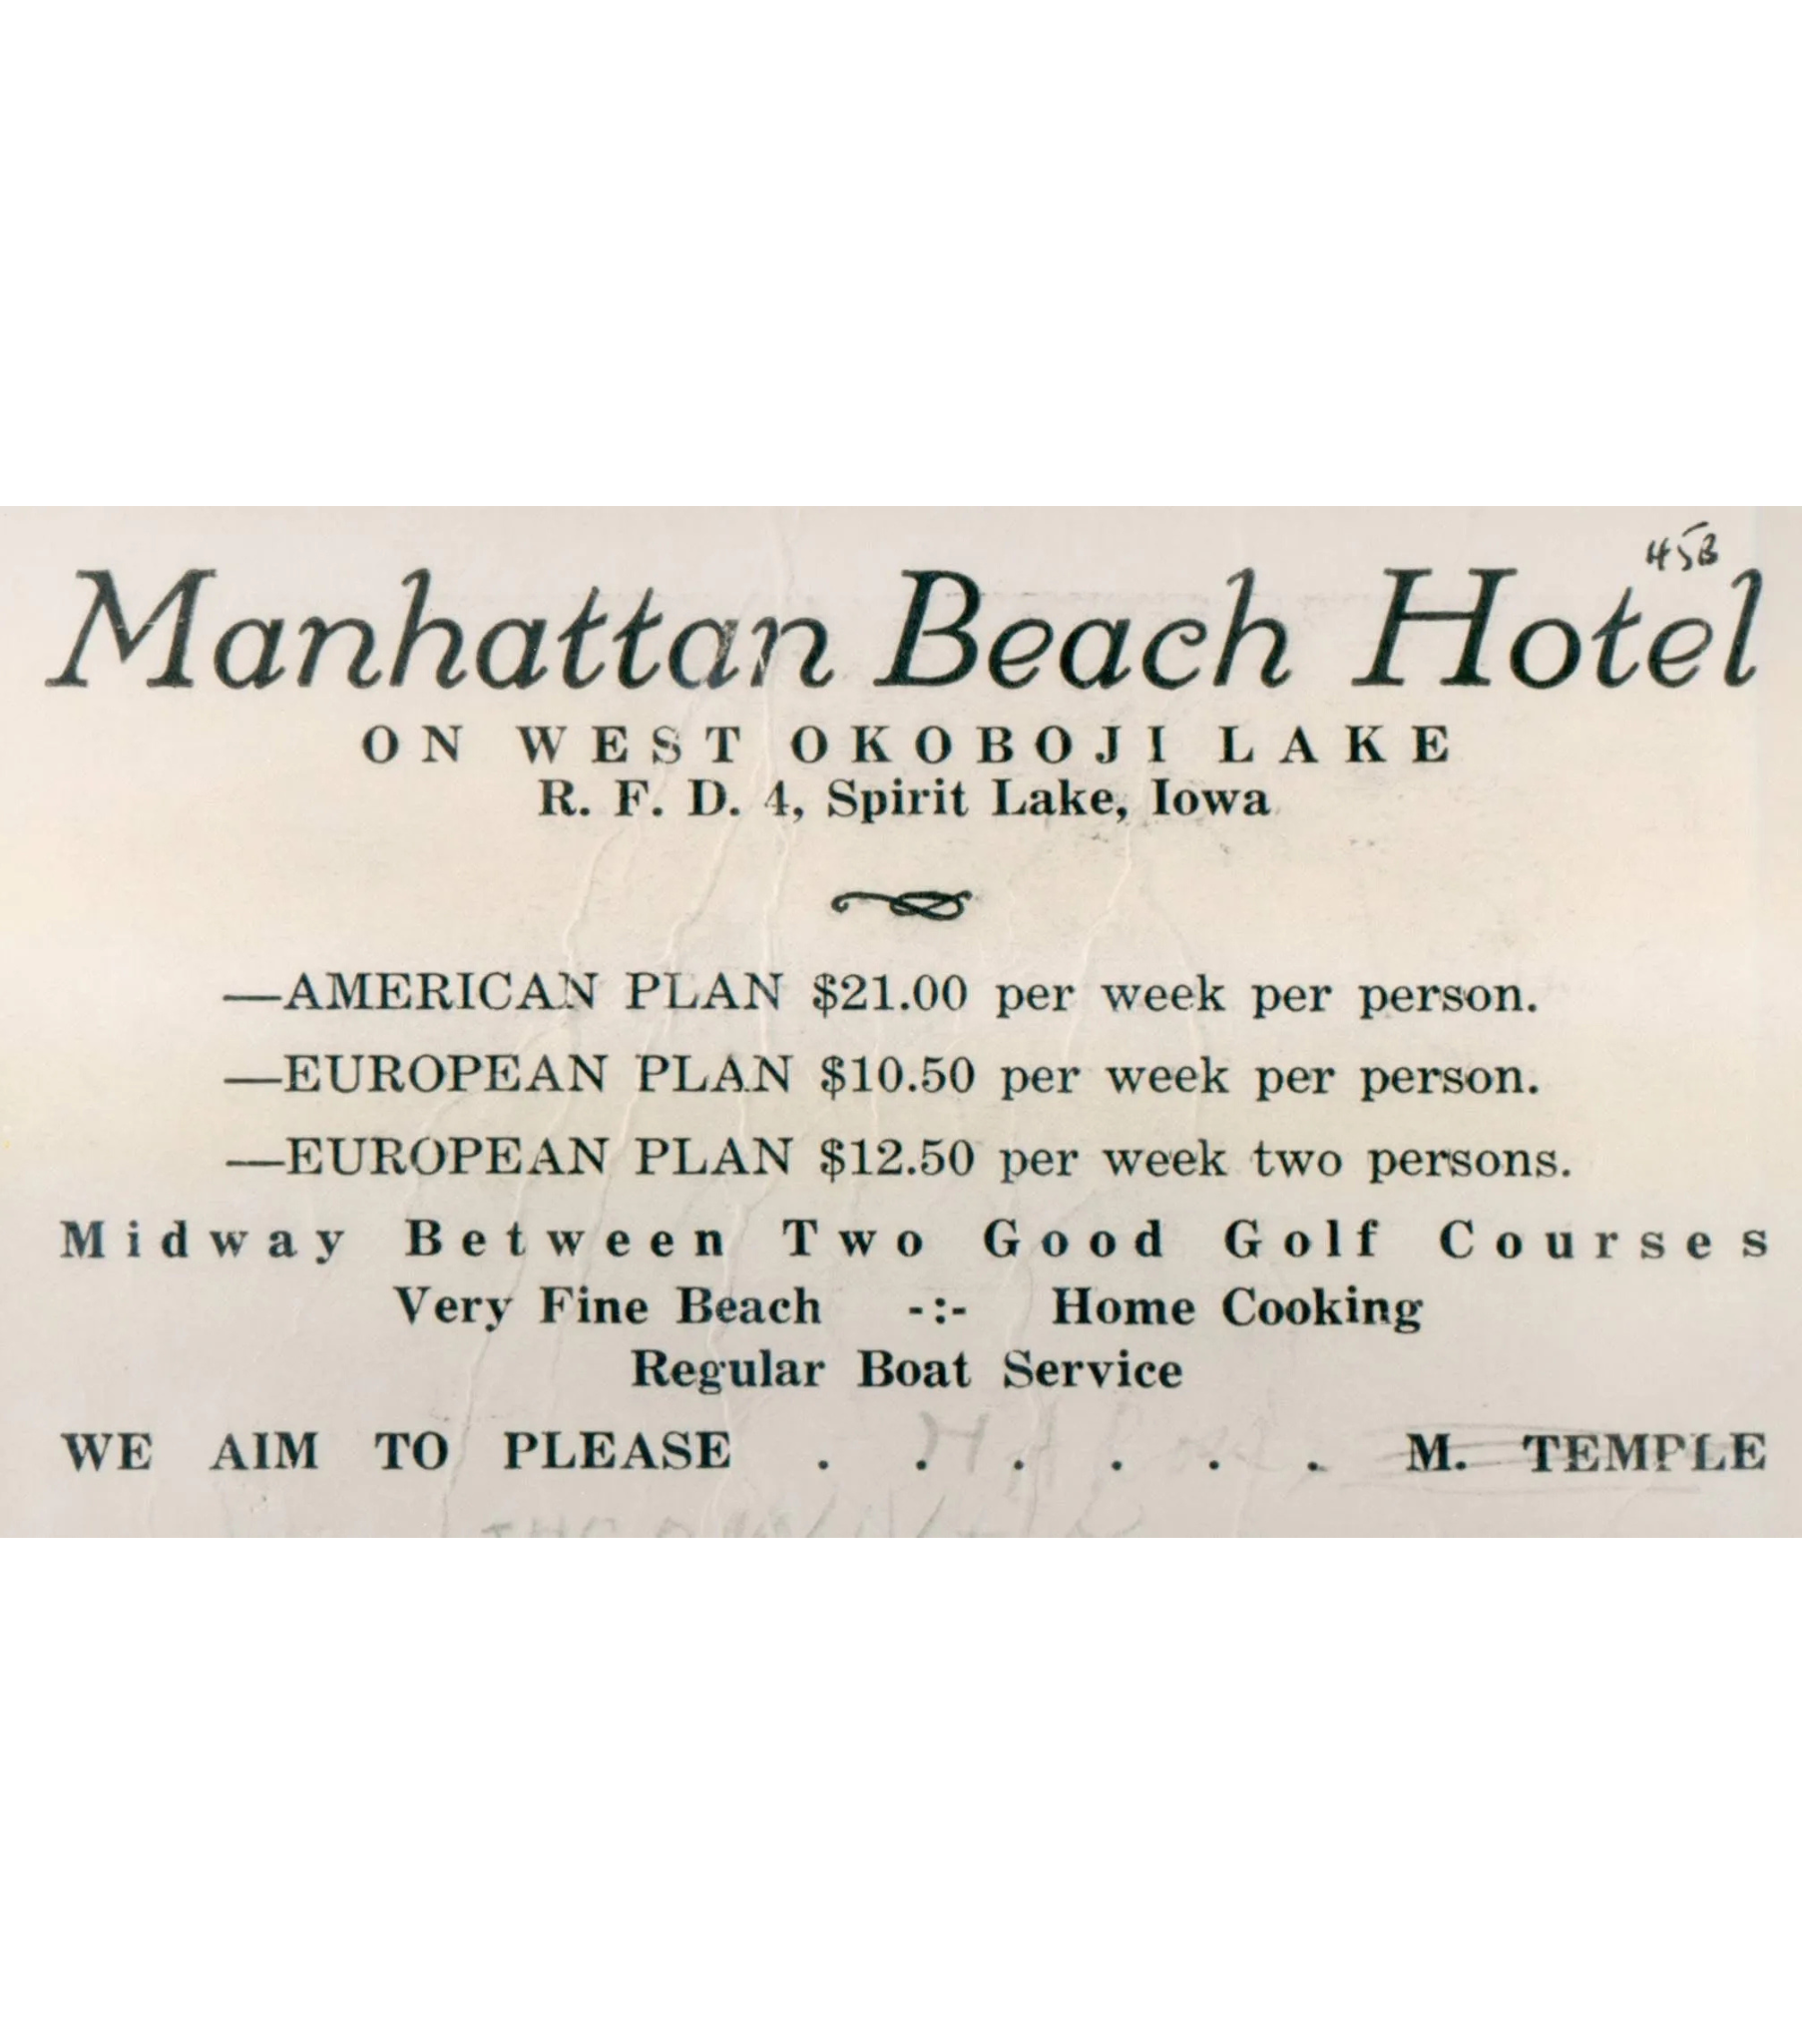 45B
Manhattan Beach Hotel
ON WEST OKOBOJI LAKE
R. F. D. 4, Spirit Lake, Iowa
—AMERICAN PLAN $21.00 per week per person.
—EUROPEAN PLAN $10.50 per week per person.
—EUROPEAN PLAN $12.50 per week two persons.
Midway Between Two Good Golf Courses
Very Fine Beach -:- Home Cooking
Regular Boat Service
WE AIM TO PLEASE . . . . . . M. TEMPLE